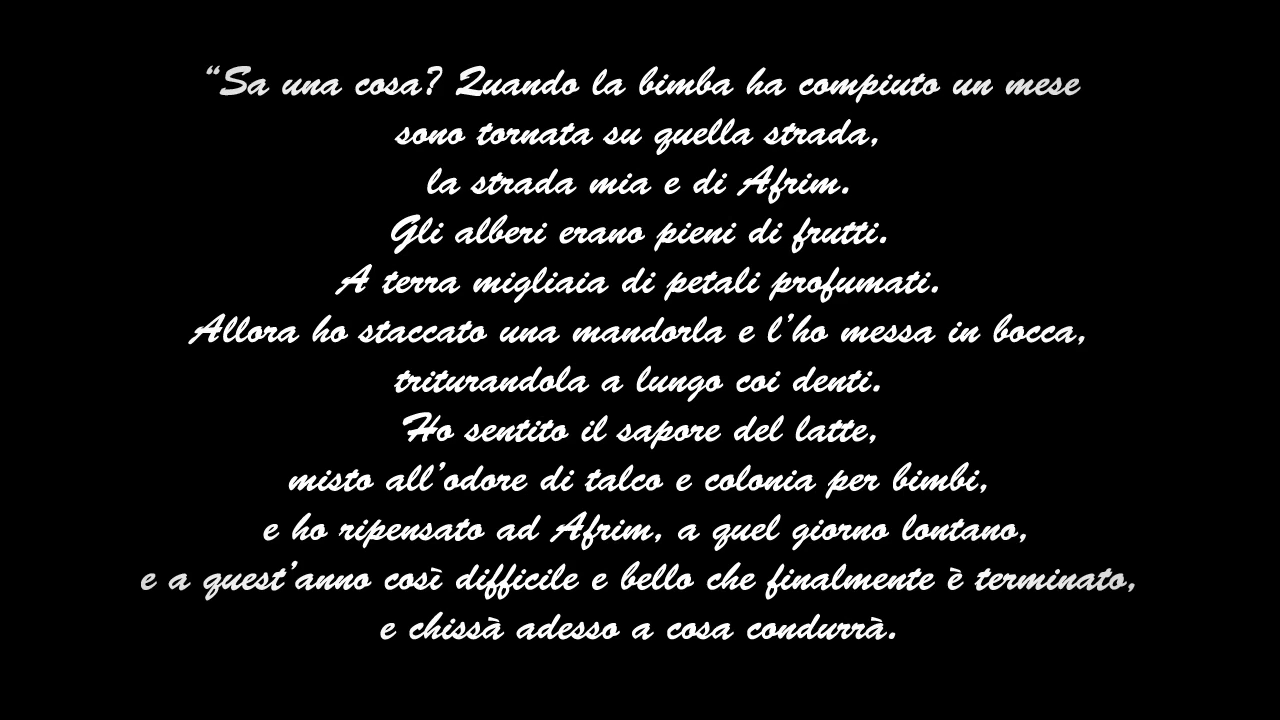 “Sa una cosa? Quando la bimba ha compiuto un mese
sono tornata su quella strada,
la strada mia e di Afrim.
Gli alberi erano pieni di frutti.
A terra migliaia di petali profumati.
Allora ho staccato una mandorla e l’ho messa in bocca,
triturandola a lungo coi denti.
Ho sentito il sapore del latte,
misto all’odore di talco e colonia per bimbi,
e ho ripensato ad Afrim, a quel giorno lontano,
e a quest’anno così difficile e bello che finalmente è terminato,
e chissà adesso a cosa condurrà.